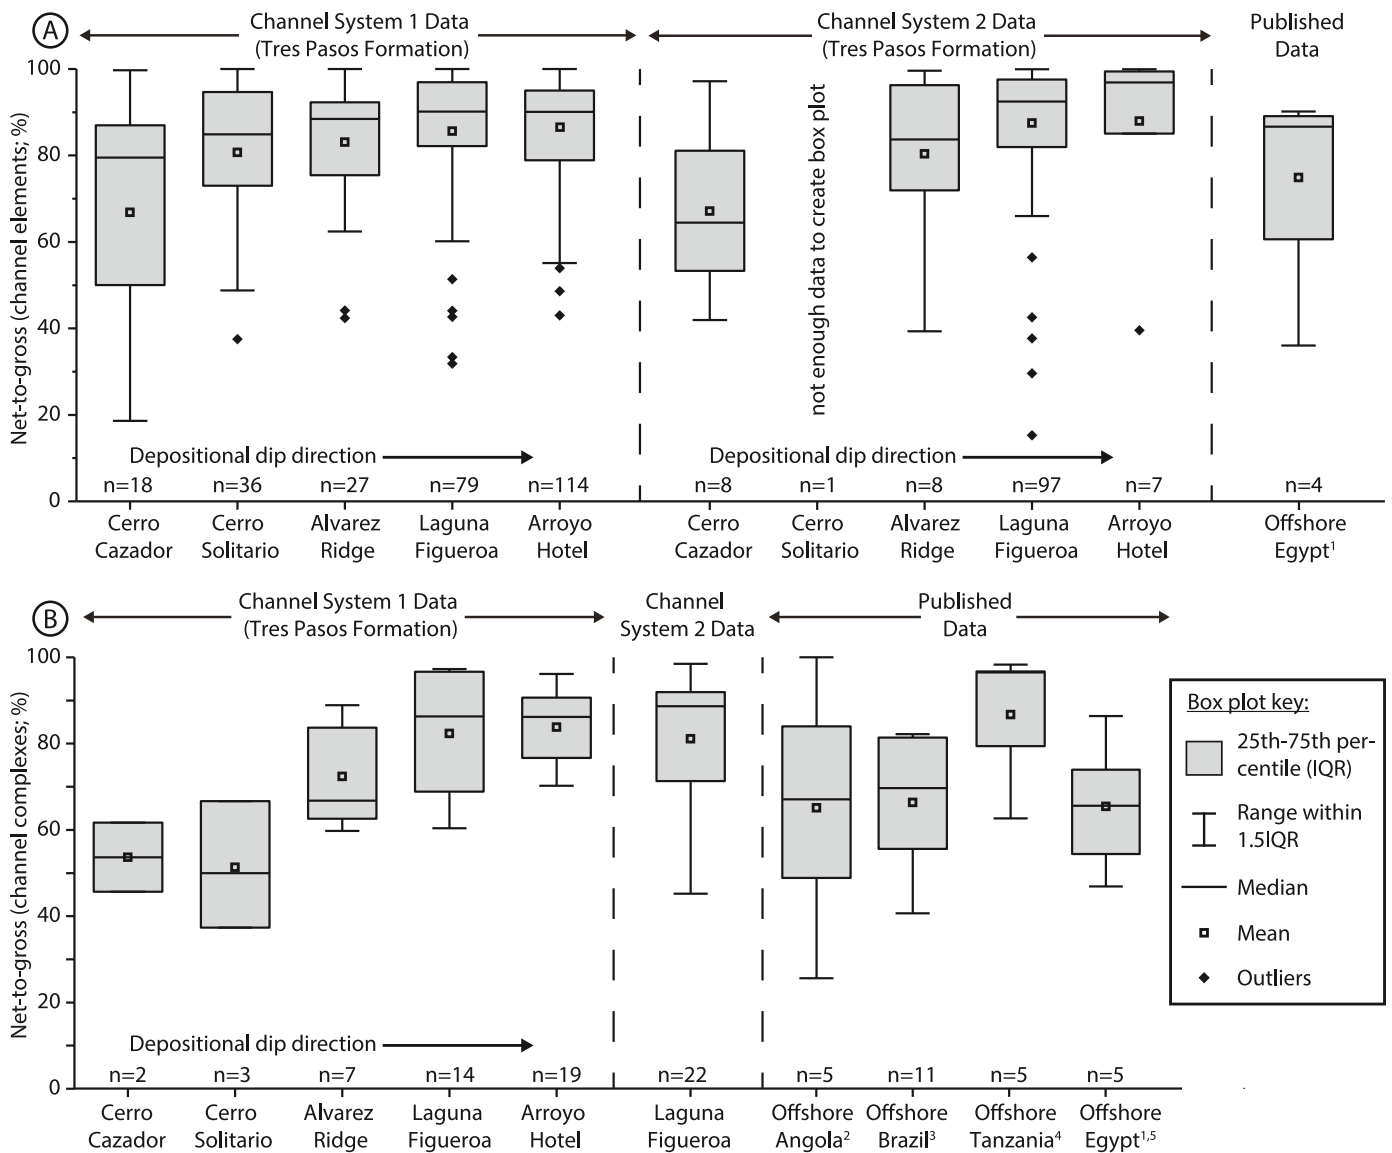 A
Channel System 1 Data
(Tres Pasos Formation)
Channel System 2 Data
(Tres Pasos Formation)
Published
Data
Net-to-gross (channel elements; %)
100
80
60
40
20
0
not enough data to create box plot
Depositional dip direction
Depositional dip direction
n=18
n=36
n=27
n=79
n=114
n=8
n=1
n=8
n=97
n=7
n=4
Cerro
Cazador
Cerro
Solitario
Alvarez
Ridge
Laguna
Figueroa
Arroyo
Hotel
Cerro
Cazador
Cerro
Solitario
Alvarez
Ridge
Laguna
Figueroa
Arroyo
Hotel
Offshore
Egypt¹
B
Channel System 1 Data
(Tres Pasos Formation)
Channel
System 2 Data
Published
Data
Net-to-gross (channel complexes; %)
100
80
60
40
20
0
Depositional dip direction
n=2
n=3
n=7
n=14
n=19
n=22
n=5
n=11
n=5
n=5
Cerro
Cazador
Cerro
Solitario
Alvarez
Ridge
Laguna
Figueroa
Arroyo
Hotel
Laguna
Figueroa
Offshore
Angola²
Offshore
Brazil³
Offshore
Tanzania⁴
Offshore
Egypt¹,⁵
Box plot key:
25th-75th per-
centile (IQR)
Range within
1.5IQR
Median
Mean
Outliers